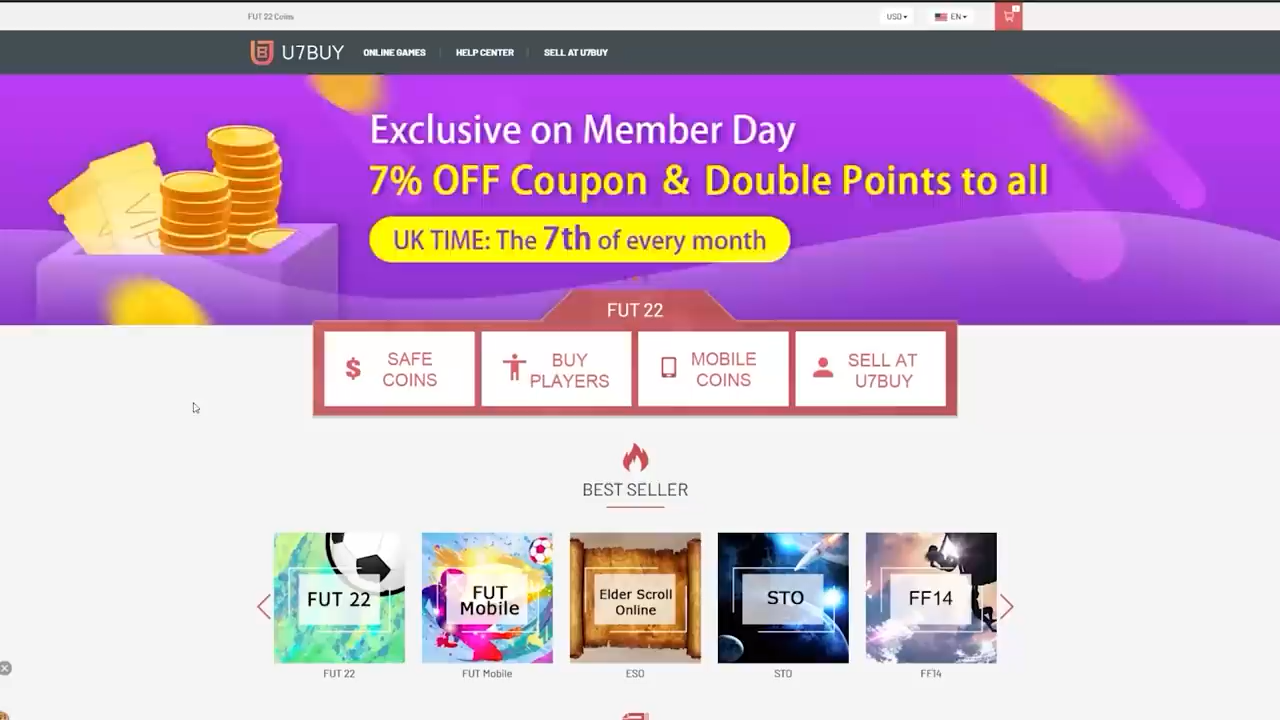 FUT 22 Coins
USD
EN
U7BUY
ONLINE GAMES
HELP CENTER
SELL AT U7BUY
Exclusive on Member Day
7% OFF Coupon & Double Points to all
UK TIME: The 7th of every month
VIP
FUT 22
SAFE
COINS
BUY
PLAYERS
MOBILE
COINS
SELL AT
U7BUY
BEST SELLER
FUT 22
FUT
Mobile
Elder Scroll
Online
STO
FF14
FUT 22
FUT Mobile
ESO
STO
FF14